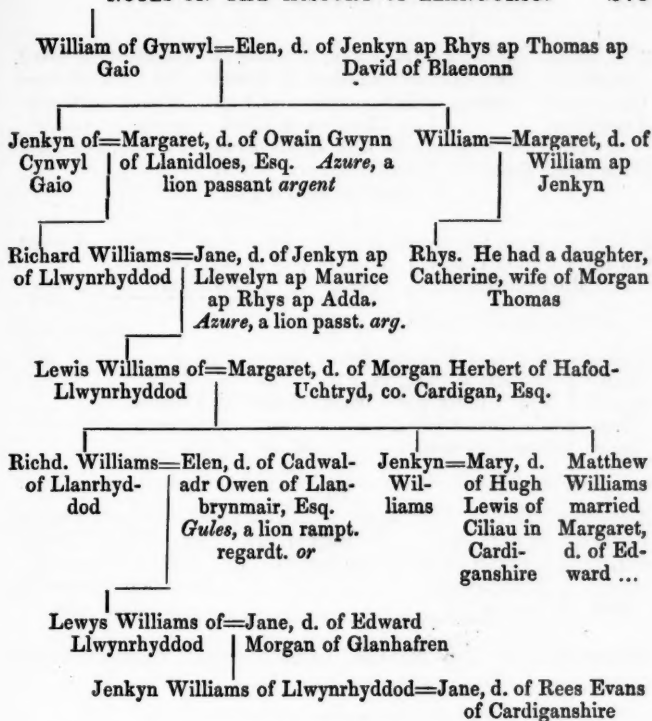 William of Gynwyl=Elen, d. of Jenkyn ap Rhys ap Thomas ap
Gaio
David of Blaenonn
Jenkyn of=Margaret, d. of Owain Gwynn
Cynwyl
of Llanidloes, Esq. Azure, a
Gaio
lion passant argent
William=Margaret, d. of
William ap
Jenkyn
Richard Williams=Jane, d. of Jenkyn ap
of Llwynrhyddod
Llewelyn ap Maurice
ap Rhys ap Adda.
Azure, a lion passt. arg.
Rhys. He had a daughter,
Catherine, wife of Morgan
Thomas
Lewis Williams of=Margaret, d. of Morgan Herbert of Hafod-
Llwynrhyddod
Uchtryd, co. Cardigan, Esq.
Richd. Williams=Elen, d. of Cadwal-
of Llanrhyd-
adr Owen of Llan-
dod
brynmair, Esq.
Gules, a lion rampt.
regardt. or
Jenkyn=Mary, d.
Wil-
of Hugh
liams
Lewis of
Ciliau in
Cardi-
ganshire
Matthew
Williams
married
Margaret,
d. of Ed-
ward ...
Lewys Williams of=Jane, d. of Edward
Llwynrhyddod
Morgan of Glanhafren
Jenkyn Williams of Llwynrhyddod=Jane, d. of Rees Evans
of Cardiganshire